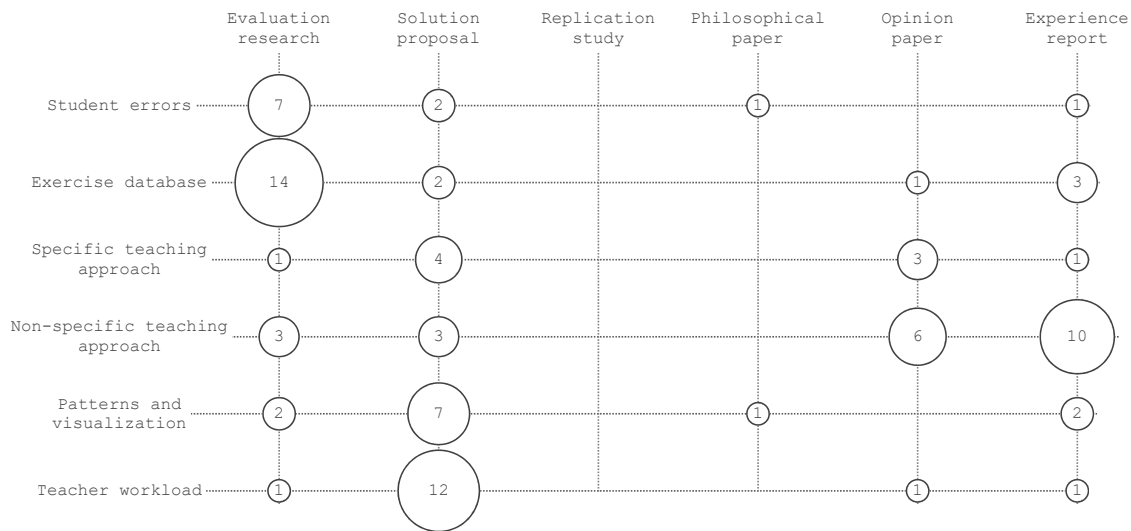 Evaluation research
Solution proposal
Replication study
Philosophical paper
Opinion paper
Experience report
Student errors 7 2 1 1
Exercise database 14 2 1 3
Specific teaching approach 1 4 3 1
Non-specific teaching approach 3 3 6 10
Patterns and visualization 2 7 1 2
Teacher workload 1 12 1 1